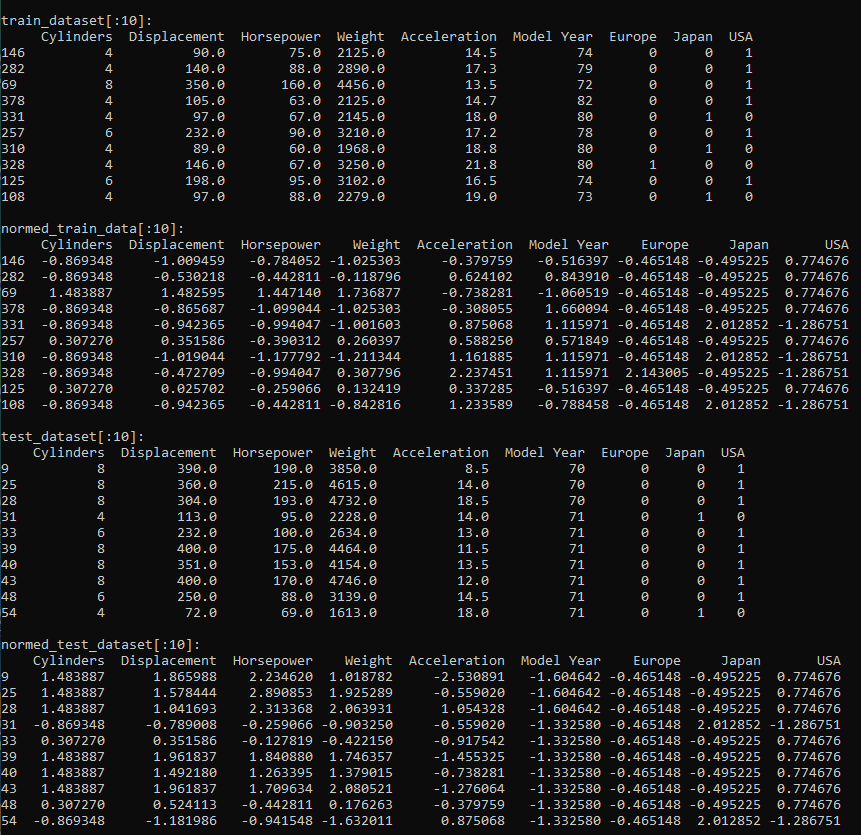 train_dataset[:10]:
     Cylinders  Displacement  Horsepower  Weight  Acceleration  Model Year  Europe  Japan  USA
146          4          90.0        75.0  2125.0          14.5          74       0      0    1
282          4         140.0        88.0  2890.0          17.3          79       0      0    1
69           8         350.0       160.0  4456.0          13.5          72       0      0    1
378          4         105.0        63.0  2125.0          14.7          82       0      0    1
331          4          97.0        67.0  2145.0          18.0          80       0      1    0
257          6         232.0        90.0  3210.0          17.2          78       0      0    1
310          4          89.0        60.0  1968.0          18.8          80       0      1    0
328          4         146.0        67.0  3250.0          21.8          80       1      0    0
125          6         198.0        95.0  3102.0          16.5          74       0      0    1
108          4          97.0        88.0  2279.0          19.0          73       0      1    0
normed_train_data[:10]:
     Cylinders  Displacement  Horsepower    Weight  Acceleration  Model Year    Europe     Japan       USA
146  -0.869348     -1.009459   -0.784052 -1.025303     -0.379759   -0.516397 -0.465148 -0.495225  0.774676
282  -0.869348     -0.530218   -0.442811 -0.118796      0.624102    0.843910 -0.465148 -0.495225  0.774676
69    1.483887      1.482595    1.447140  1.736877     -0.738281   -1.060519 -0.465148 -0.495225  0.774676
378  -0.869348     -0.865687   -1.099044 -1.025303     -0.308055    1.660094 -0.465148 -0.495225  0.774676
331  -0.869348     -0.942365   -0.994047 -1.001603      0.875068    1.115971 -0.465148  2.012852 -1.286751
257   0.307270      0.351586   -0.390312  0.260397      0.588250    0.571849 -0.465148 -0.495225  0.774676
310  -0.869348     -1.019044   -1.177792 -1.211344      1.161885    1.115971 -0.465148  2.012852 -1.286751
328  -0.869348     -0.472709   -0.994047  0.307796      2.237451    1.115971  2.143005 -0.495225 -1.286751
125   0.307270      0.025702   -0.259066  0.132419      0.337285   -0.516397 -0.465148 -0.495225  0.774676
108  -0.869348     -0.942365   -0.442811 -0.842816      1.233589   -0.788458 -0.465148  2.012852 -1.286751
test_dataset[:10]:
    Cylinders  Displacement  Horsepower  Weight  Acceleration  Model Year  Europe  Japan  USA
9           8         390.0       190.0  3850.0           8.5          70       0      0    1
25          8         360.0       215.0  4615.0          14.0          70       0      0    1
28          8         304.0       193.0  4732.0          18.5          70       0      0    1
31          4         113.0        95.0  2228.0          14.0          71       0      1    0
33          6         232.0       100.0  2634.0          13.0          71       0      0    1
39          8         400.0       175.0  4464.0          11.5          71       0      0    1
40          8         351.0       153.0  4154.0          13.5          71       0      0    1
43          8         400.0       170.0  4746.0          12.0          71       0      0    1
48          6         250.0        88.0  3139.0          14.5          71       0      0    1
54          4          72.0        69.0  1613.0          18.0          71       0      1    0
normed_test_dataset[:10]:
    Cylinders  Displacement  Horsepower    Weight  Acceleration  Model Year    Europe     Japan       USA
9    1.483887      1.865988    2.234620  1.018782     -2.530891   -1.604642 -0.465148 -0.495225  0.774676
25   1.483887      1.578444    2.890853  1.925289     -0.559020   -1.604642 -0.465148 -0.495225  0.774676
28   1.483887      1.041693    2.313368  2.063931      1.054328   -1.604642 -0.465148 -0.495225  0.774676
31  -0.869348     -0.789008   -0.259066 -0.903250     -0.559020   -1.332580 -0.465148  2.012852 -1.286751
33   0.307270      0.351586   -0.127819 -0.422150     -0.917542   -1.332580 -0.465148 -0.495225  0.774676
39   1.483887      1.961837    1.840880  1.746357     -1.455325   -1.332580 -0.465148 -0.495225  0.774676
40   1.483887      1.492180    1.263395  1.379015     -0.738281   -1.332580 -0.465148 -0.495225  0.774676
43   1.483887      1.961837    1.709634  2.080521     -1.276064   -1.332580 -0.465148 -0.495225  0.774676
48   0.307270      0.524113   -0.442811  0.176263     -0.379759   -1.332580 -0.465148 -0.495225  0.774676
54  -0.869348     -1.181986   -0.941548 -1.632011      0.875068   -1.332580 -0.465148  2.012852 -1.286751